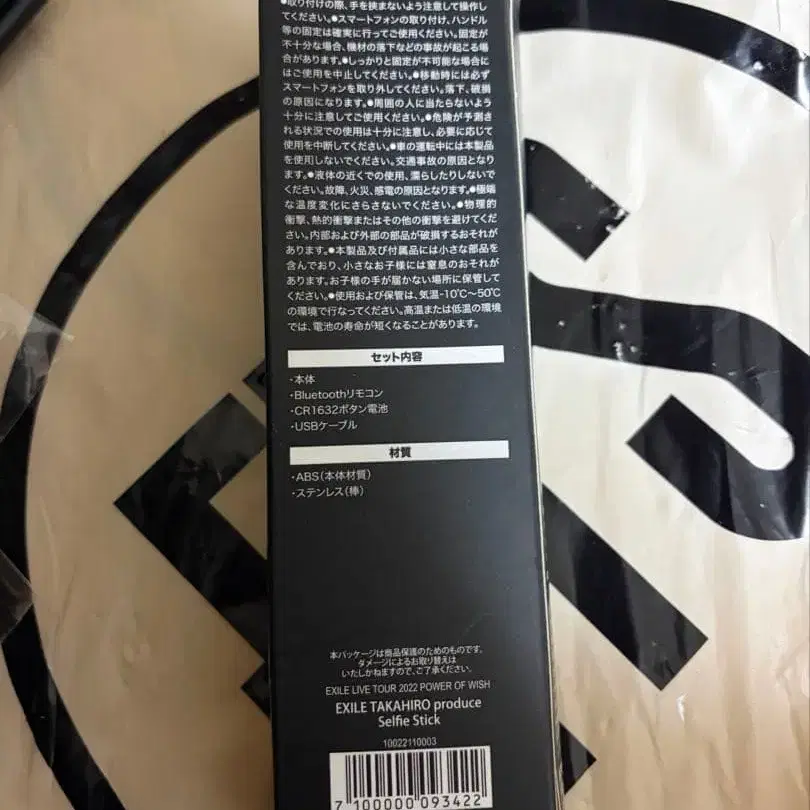 ●取り付けの際、手を挟まないよう注意して操作し
てください。●スマートフォンの取り付け、ハンドル
等の固定は確実に行ってご使用ください。固定が
不十分な場合、機材の落下などの事故が起こる場
合があります。●しっかりと固定が不可能な場合に
はご使用を中止してください。●移動時には必ず
スマートフォンを取り外してください。落下、破損
の原因になります。●周囲の人に当たらないよう
十分に注意してご使用ください。●危険が予測さ
れる状況での使用は十分に注意し、必要に応じて
使用を中断してください。●車の運転中には本製品
を使用しないでください。交通事故の原因となり
ます。●液体の近くでの使用、濡らしたりしないで
ください。故障、火災、感電の原因となります。●極端
な温度変化にさらさないでください。●物理的
衝撃、熱的衝撃またはその他の衝撃を避けてくだ
さい。内部および外部の部品が破損するおそれが
あります。●本製品及び付属品には小さな部品を
含んでおり、小さなお子様には窒息のおそれが
あります。お子様の手が届かない場所に保管して
ください。●使用および保管は、気温-10℃～50℃
の環境で行なってください。高温または低温の環境
では、電池の寿命が短くなることがあります。
セット内容
・本体
・Bluetoothリモコン
・CR1632ボタン電池
・USBケーブル
材質
・ABS（本体材質）
・ステンレス（棒）
本パッケージは商品保護のためのものです。
ダメージによるお取り替えは
いたしかねますので、ご了承ください。
EXILE LIVE TOUR 2022 POWER OF WISH
EXILE TAKAHIRO produce
Selfie Stick
10022110003
7 100000 093422